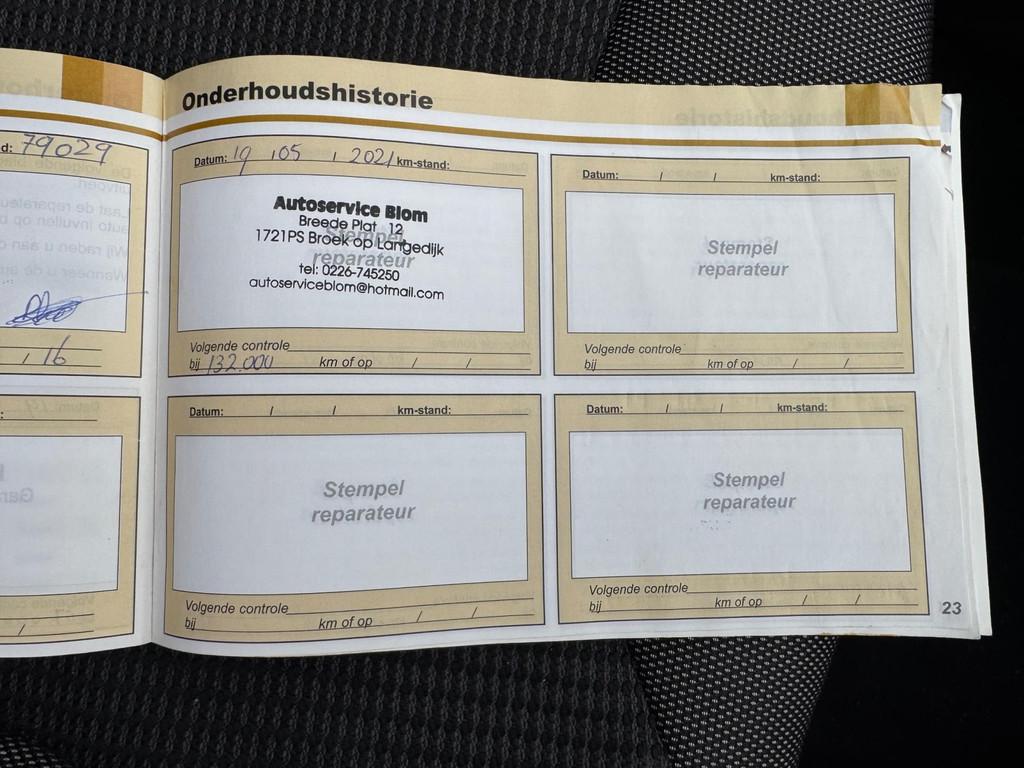 Onderhoudshistorie
d: 79029
/ 16
:
/
Datum: 19 / 05 / 2021 km-stand:
Autoservice Blom
Breede Plat 12
Stempel
1721PS Broek op Langedijk
reparateur
tel: 0226-745250
autoserviceblom@hotmail.com
Volgende controle
bij 132.000 km of op / /
Datum: / / km-stand:
Stempel
reparateur
Volgende controle
bij km of op / /
Datum: / / km-stand:
Stempel
reparateur
Volgende controle
bij km of op / /
Datum: / / km-stand:
Stempel
reparateur
Volgende controle
bij km of op / /
23